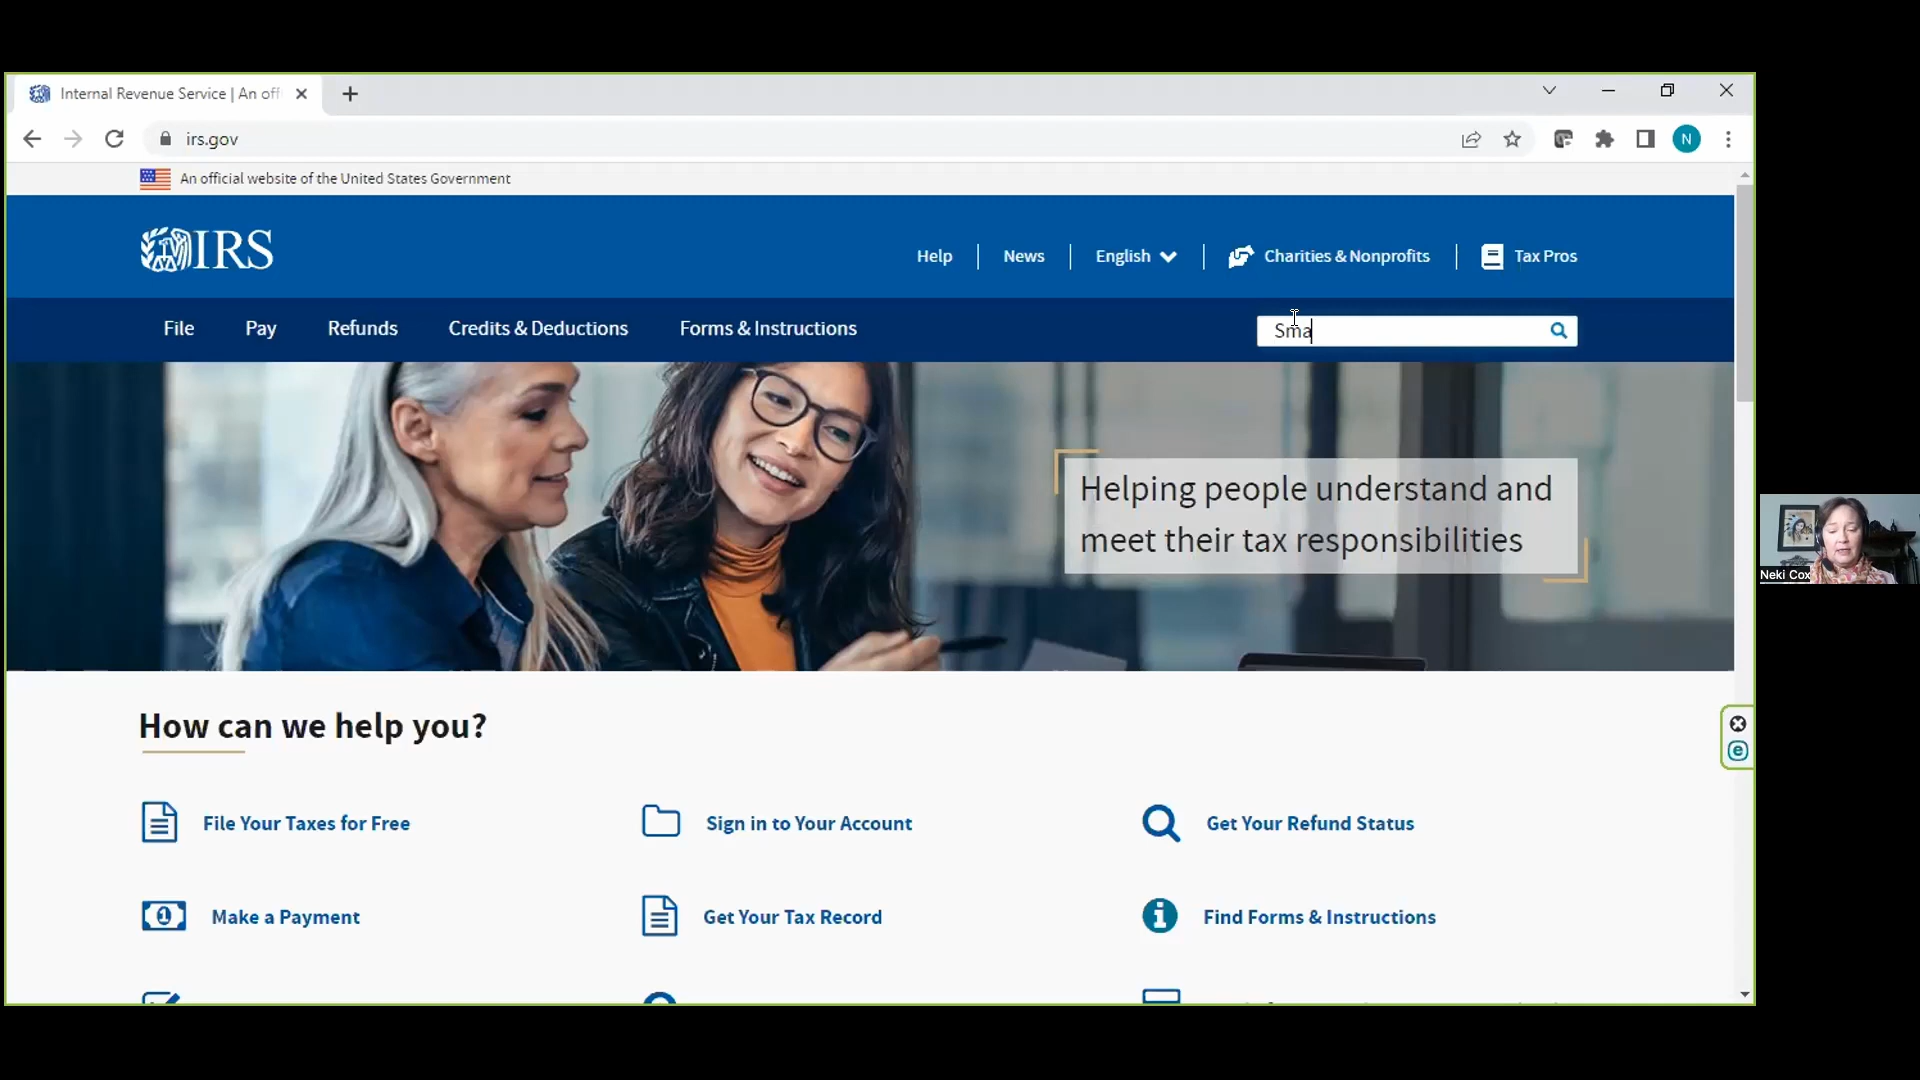 Internal Revenue Service | An off
irs.gov
N
An official website of the United States Government
IRS
Help
News
English
Charities & Nonprofits
Tax Pros
File
Pay
Refunds
Credits & Deductions
Forms & Instructions
Sma
Helping people understand and
meet their tax responsibilities
Neki Cox
How can we help you?
File Your Taxes for Free
Sign in to Your Account
Get Your Refund Status
Make a Payment
Get Your Tax Record
Find Forms & Instructions